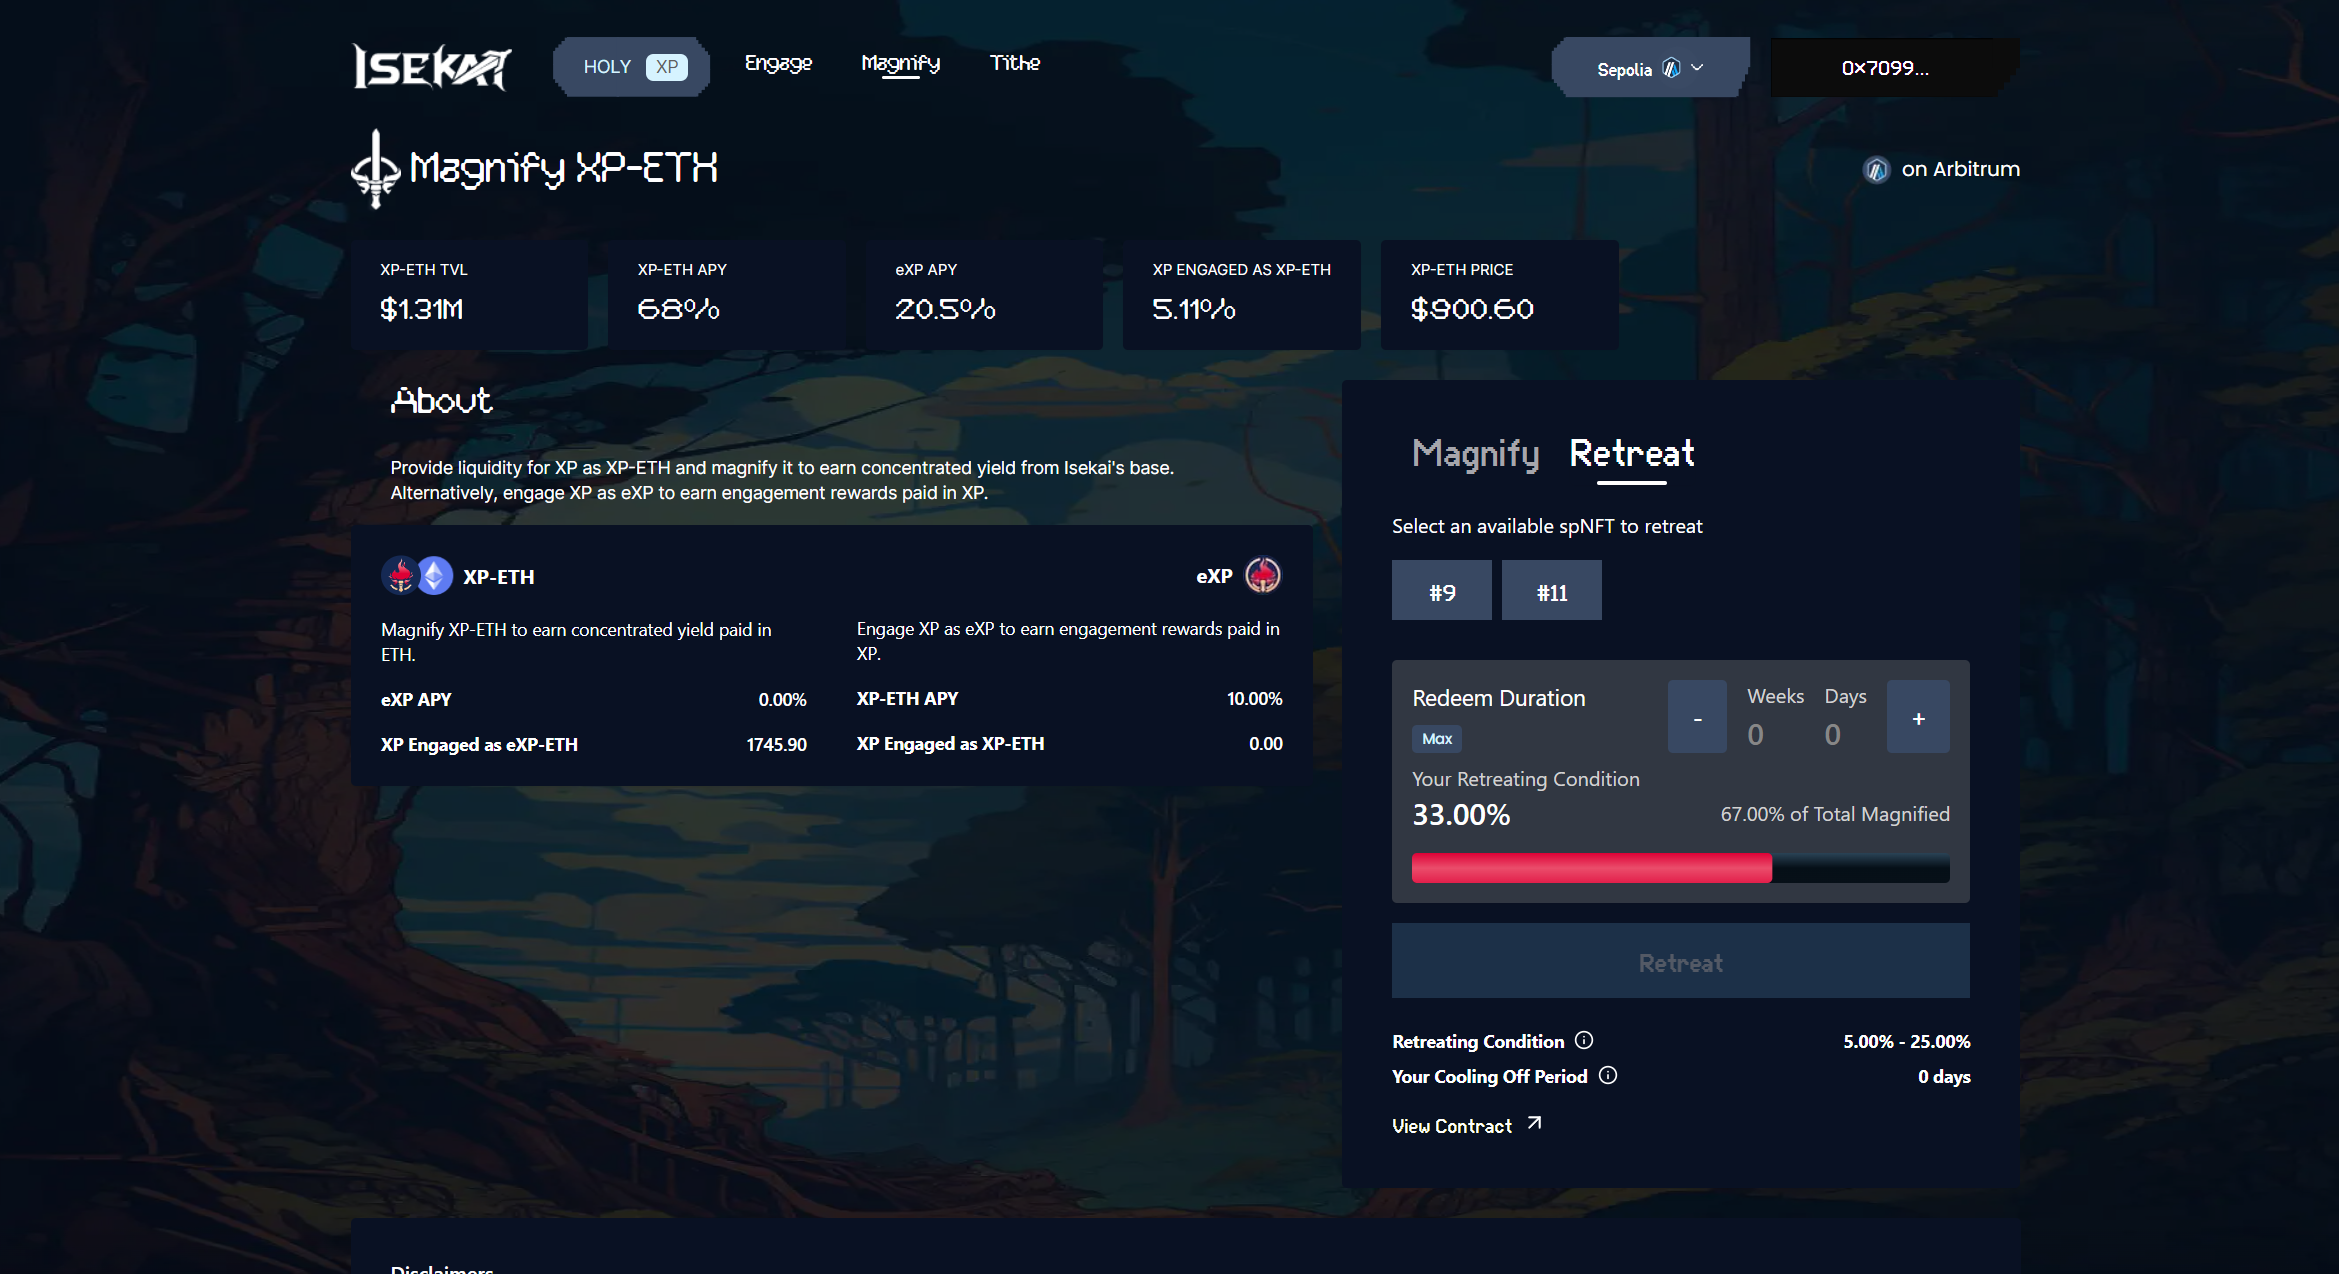 ISEKAI
HOLY XP
Engage
Magnify
Tithe
Sepolia
0x7099...
Magnify XP-ETH
on Arbitrum
XP-ETH TVL
$1.31M
XP-ETH APY
68%
eXP APY
20.5%
XP ENGAGED AS XP-ETH
5.11%
XP-ETH PRICE
$900.60
About
Provide liquidity for XP as XP-ETH and magnify it to earn concentrated yield from Isekai's base.
Alternatively, engage XP as eXP to earn engagement rewards paid in XP.
XP-ETH
Magnify XP-ETH to earn concentrated yield paid in
ETH.
eXP APY 0.00%
XP Engaged as eXP-ETH 1745.90
eXP
Engage XP as eXP to earn engagement rewards paid in
XP.
XP-ETH APY 10.00%
XP Engaged as XP-ETH 0.00
Magnify Retreat
Select an available spNFT to retreat
#9 #11
Redeem Duration
Max
- 
Weeks Days
0 0
+
Your Retreating Condition
33.00% 67.00% of Total Magnified
Retreat
Retreating Condition 5.00% - 25.00%
Your Cooling Off Period 0 days
View Contract
Disclaimers